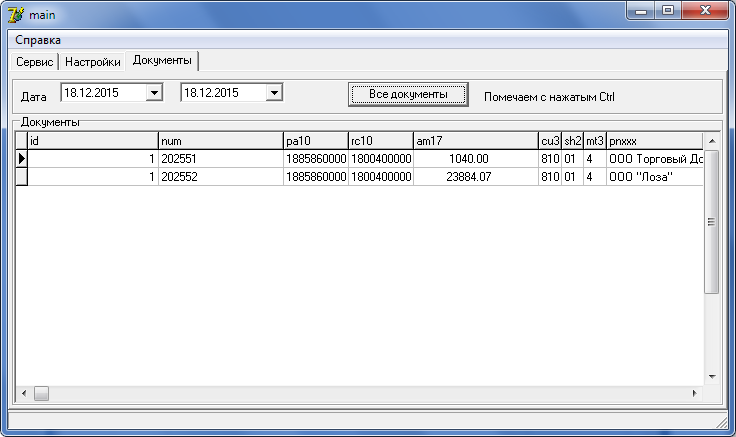 main
Справка
Сервис Настройки Документы
Дата 18.12.2015 18.12.2015 Все документы Помечаем с нажатым Ctrl
Документы
id num pa10 rc10 am17 cu3 sh2 mt3 pnxxx
1 202551 1885860000 1800400000 1040.00 810 01 4 ООО Торговый До
1 202552 1885860000 1800400000 23884.07 810 01 4 ООО "Лоза"